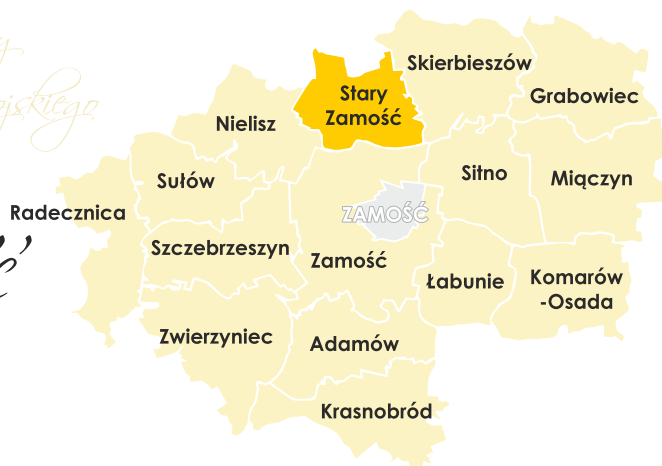 Skierbieszów
Stary
Zamość
Grabowiec
Nielisz
Sitno
Miączyn
Sułów
Radecznica
ZAMOŚĆ
Szczebrzeszyn
Zamość
Łabunie
Komarów
-Osada
Zwierzyniec
Adamów
Krasnobród